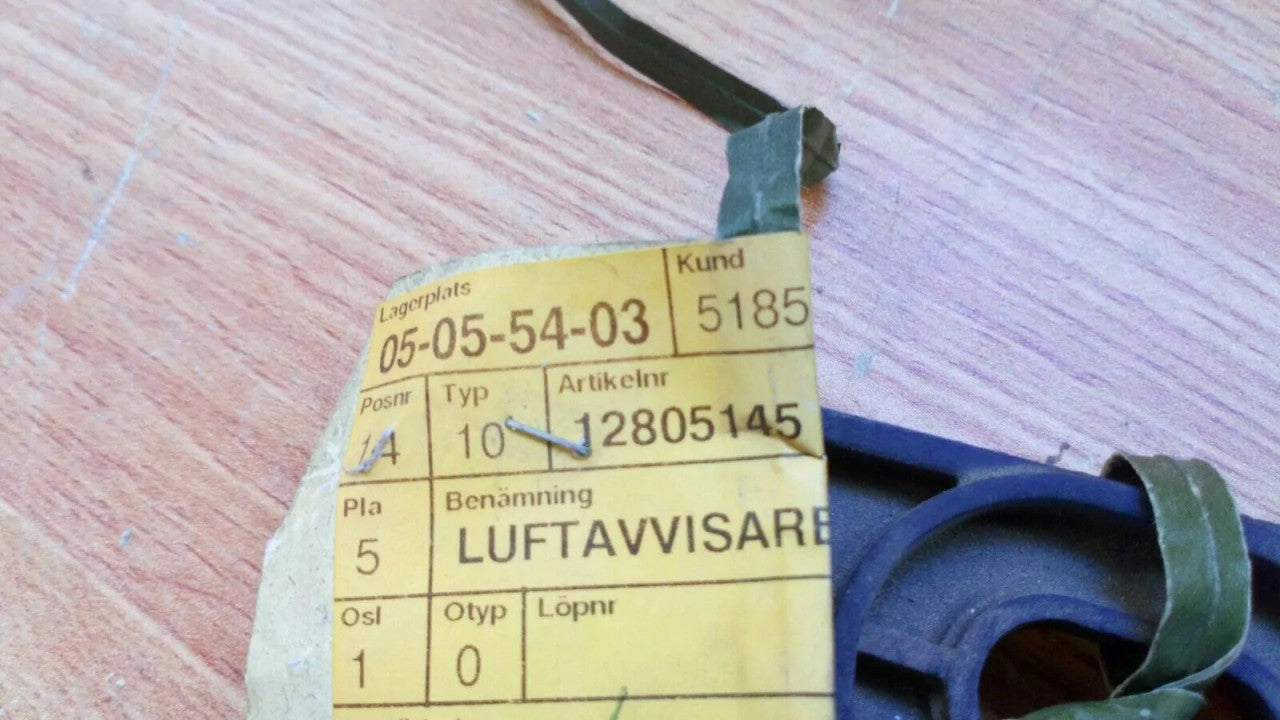 Lagerplats Kund
05-05-54-03 5185
Posnr Typ Artikelnr
14 10 12805145
Pla Benämning
5 LUFTAVVISARE
Osl Otyp Löpnr
1 0